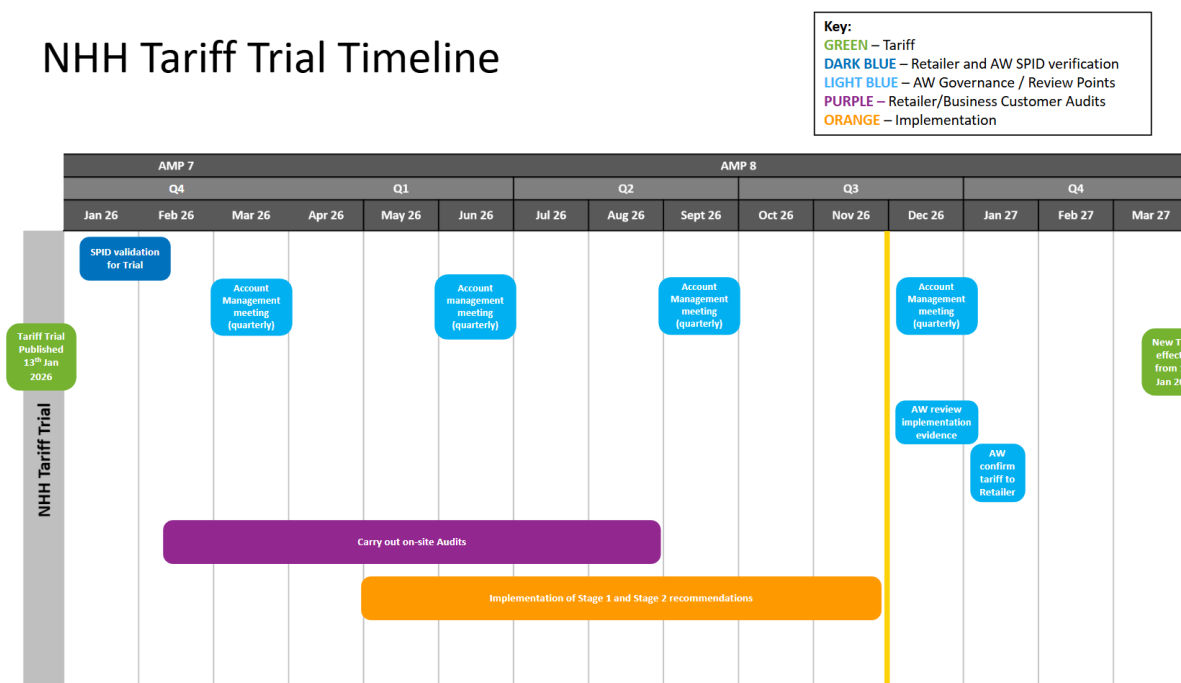 NHH Tariff Trial Timeline
Key:
GREEN – Tariff
DARK BLUE – Retailer and AW SPID verification
LIGHT BLUE – AW Governance / Review Points
PURPLE – Retailer/Business Customer Audits
ORANGE – Implementation
AMP 7
AMP 8
Q4
Q1
Q2
Q3
Q4
Jan 26
Feb 26
Mar 26
Apr 26
May 26
Jun 26
Jul 26
Aug 26
Sept 26
Oct 26
Nov 26
Dec 26
Jan 27
Feb 27
Mar 27
SPID validation
for Trial
Account
Management
meeting
(quarterly)
Account
management
meeting
(quarterly)
Account
Management
meeting
(quarterly)
Account
Management
meeting
(quarterly)
Tariff Trial
Published
13th Jan
2026
New
effect
from
Jan
NHH Tariff Trial
AW review
implementation
evidence
AW
confirm
tariff to
Retailer
Carry out on-site Audits
Implementation of Stage 1 and Stage 2 recommendations